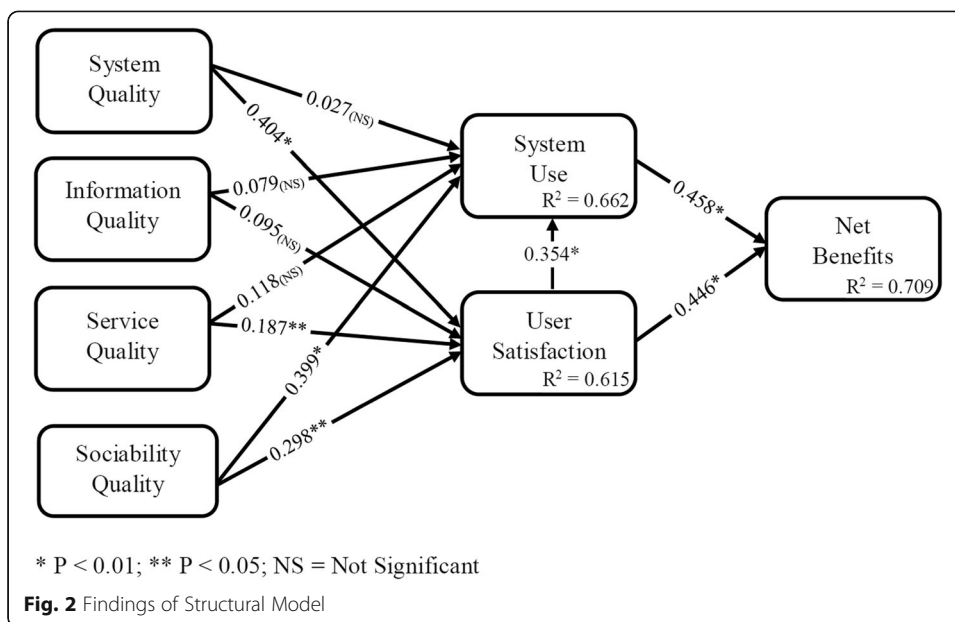 System
Quality
Information
Quality
Service
Quality
Sociability
Quality
0.027(NS)
0.404*
0.079(NS)
0.095(NS)
0.118(NS)
0.187**
0.399*
0.298**
System
Use
R² = 0.662
0.354*
User
Satisfaction
R² = 0.615
0.458*
0.446*
Net
Benefits
R² = 0.709
* P < 0.01; ** P < 0.05; NS = Not Significant
Fig. 2 Findings of Structural Model